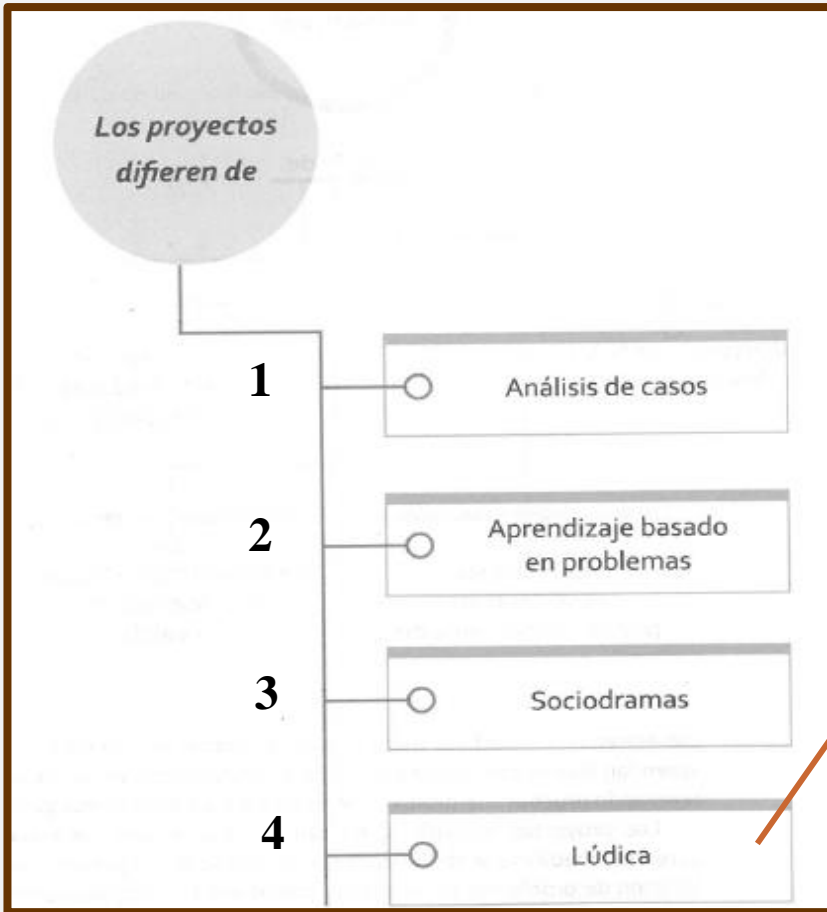 Los proyectos
difieren de
1
Análisis de casos
2
Aprendizaje basado
en problemas
3
Sociodramas
4
Lúdica